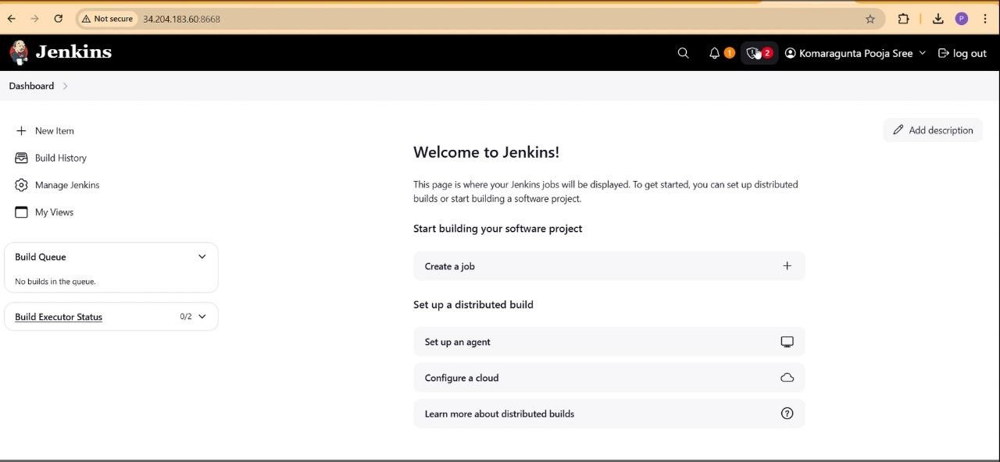 Not secure 34.204.183.60:8668 P
Jenkins 1 2 Komaragunta Pooja Sree log out
Dashboard
New Item
Build History
Manage Jenkins
My Views
Build Queue
No builds in the queue.
Build Executor Status 0/2
Add description
Welcome to Jenkins!
This page is where your Jenkins jobs will be displayed. To get started, you can set up distributed
builds or start building a software project.
Start building your software project
Create a job
Set up a distributed build
Set up an agent
Configure a cloud
Learn more about distributed builds